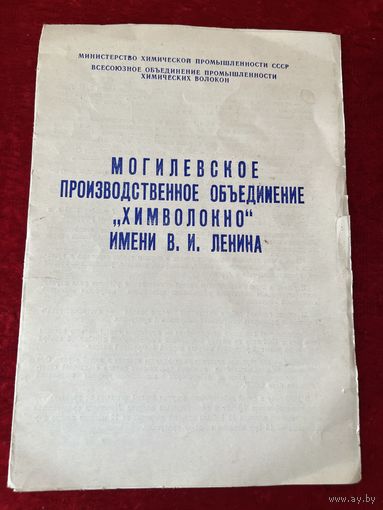 МИНИСТЕРСТВО ХИМИЧЕСКОЙ ПРОМЫШЛЕННОСТИ СССР
ВСЕСОЮЗНОЕ ОБЪЕДИНЕНИЕ ПРОМЫШЛЕННОСТИ
ХИМИЧЕСКИХ ВОЛОКОН
МОГИЛЕВСКОЕ
ПРОИЗВОДСТВЕННОЕ ОБЪЕДИНЕНИЕ
„ХИМВОЛОКНО“
ИМЕНИ В. И. ЛЕНИНА
www.ay.by